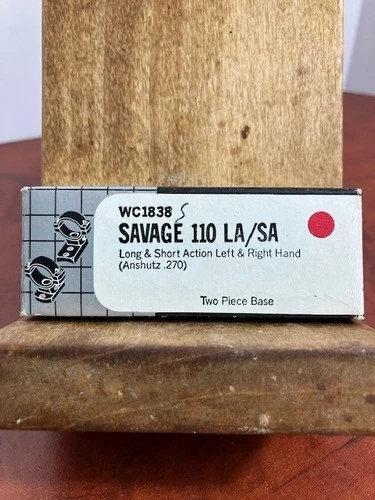 WC1838 S
SAVAGE 110 LA/SA
Long & Short Action Left & Right Hand
(Anshutz .270)
Two Piece Base